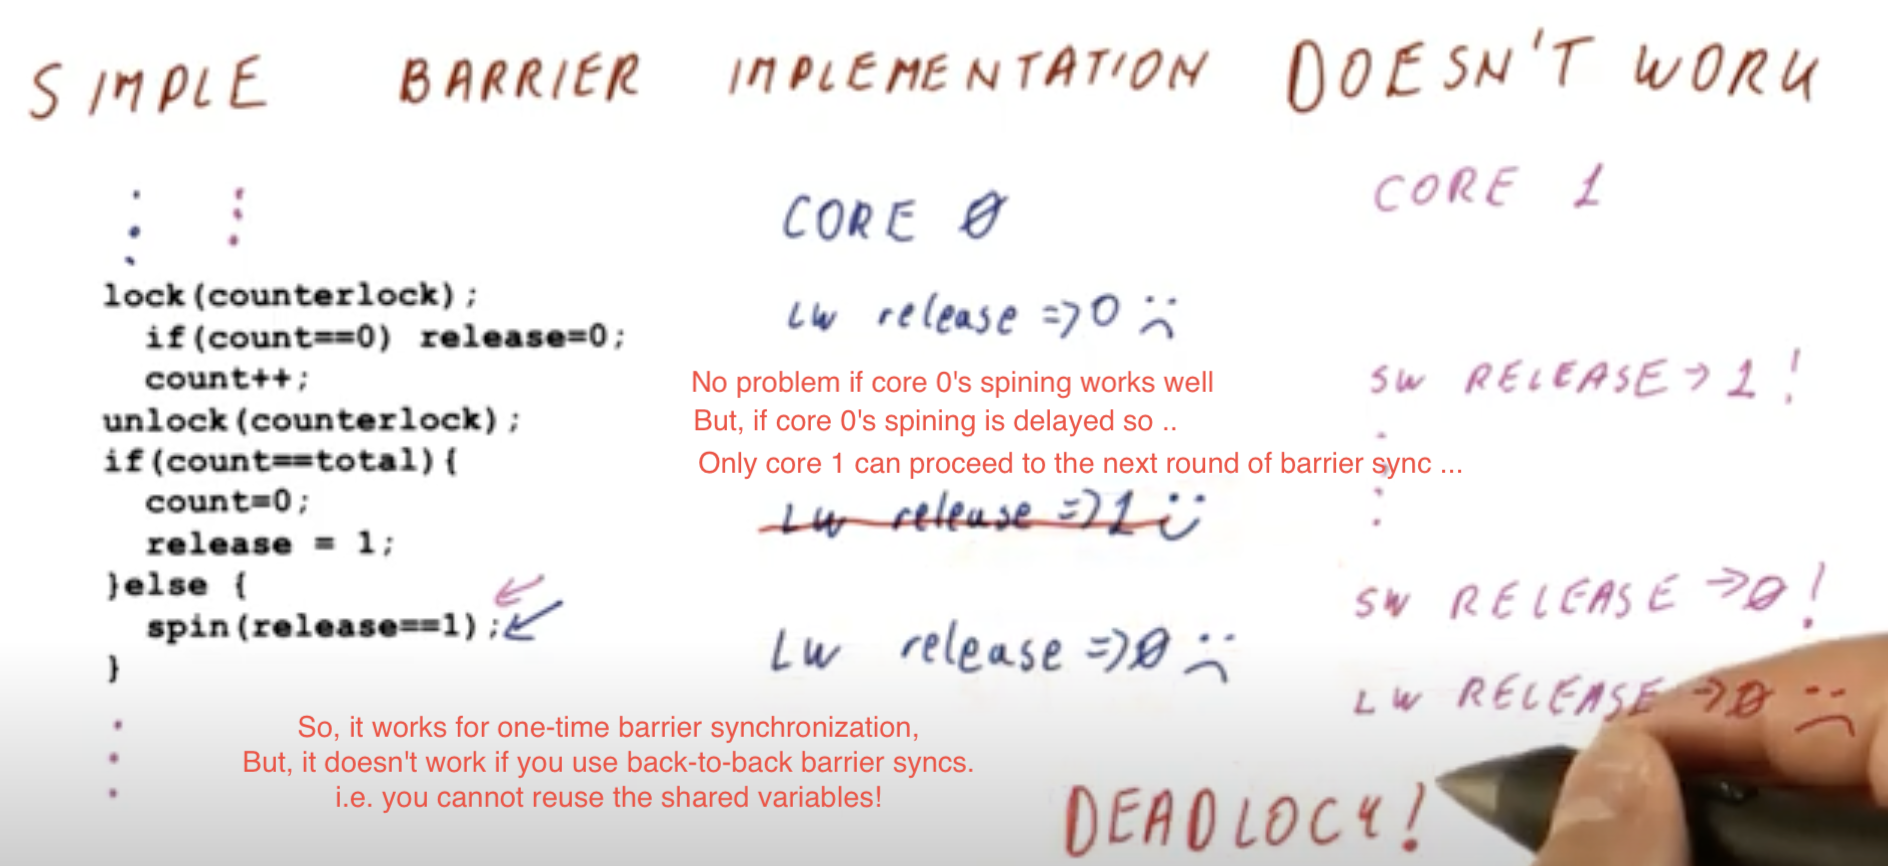 SIMPLE BARRIER IMPLEMENTATION DOESN'T WORK
lock(counterlock);
if(count==0) release=0;
count++;
unlock(counterlock);
if(count==total){
count=0;
release = 1;
}else {
spin(release==1);
}
CORE 0
LW release => 0 :(
No problem if core 0's spining works well
But, if core 0's spining is delayed so ..
Only core 1 can proceed to the next round of barrier sync ...
LW release => 1 :)
LW release => 0 :(
CORE 1
SW RELEASE → 1 !
SW RELEASE → 0 !
LW RELEASE → 0 :(
So, it works for one-time barrier synchronization,
But, it doesn't work if you use back-to-back barrier syncs.
i.e. you cannot reuse the shared variables!
DEADLOCK!